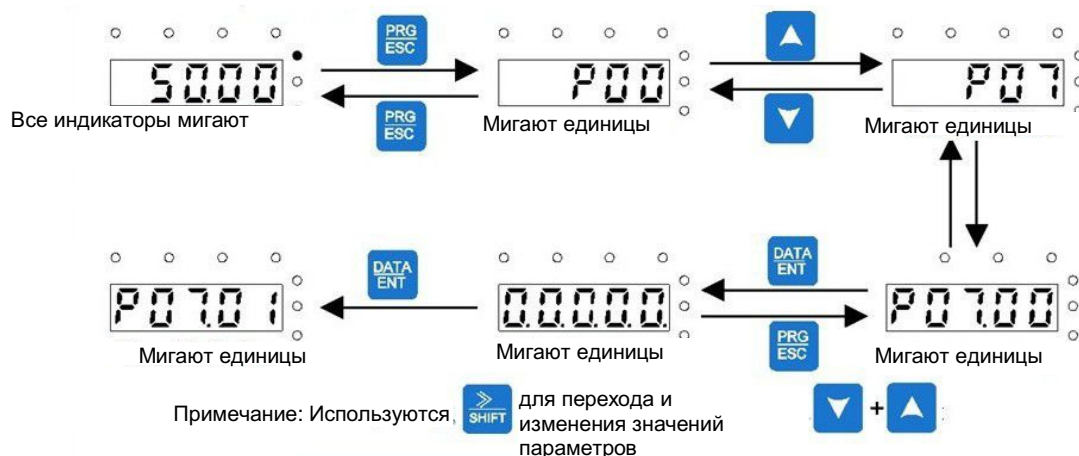 PRG
ESC
50.00
P00
P07
Все индикаторы мигают
PRG
ESC
Мигают единицы
Мигают единицы
DATA
ENT
DATA
ENT
P07.01
0.0.0.0.0.
P07.00
PRG
ESC
Мигают единицы
Мигают единицы
Мигают единицы
Примечание: Используются
SHIFT
для перехода и
изменения значений
параметров
+